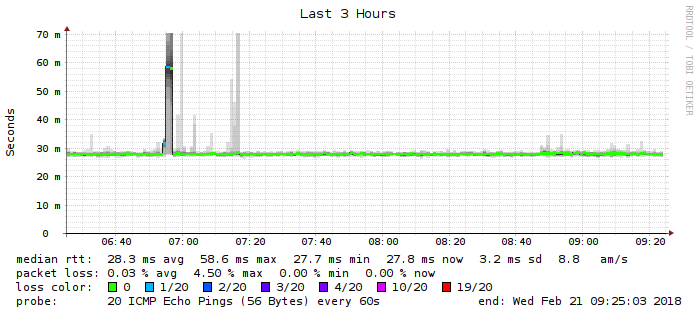 Last 3 Hours
RRDTOOL / TOBI OETIKER
Seconds
70 m
60 m
50 m
40 m
30 m
20 m
10 m
0
06:40 07:00 07:20 07:40 08:00 08:20 08:40 09:00 09:20
median rtt: 28.3 ms avg 58.6 ms max 27.7 ms min 27.8 ms now 3.2 ms sd 8.8 am/s
packet loss: 0.03 % avg 4.50 % max 0.00 % min 0.00 % now
loss color: 0 1/20 2/20 3/20 4/20 10/20 19/20
probe: 20 ICMP Echo Pings (56 Bytes) every 60s end: Wed Feb 21 09:25:03 2018